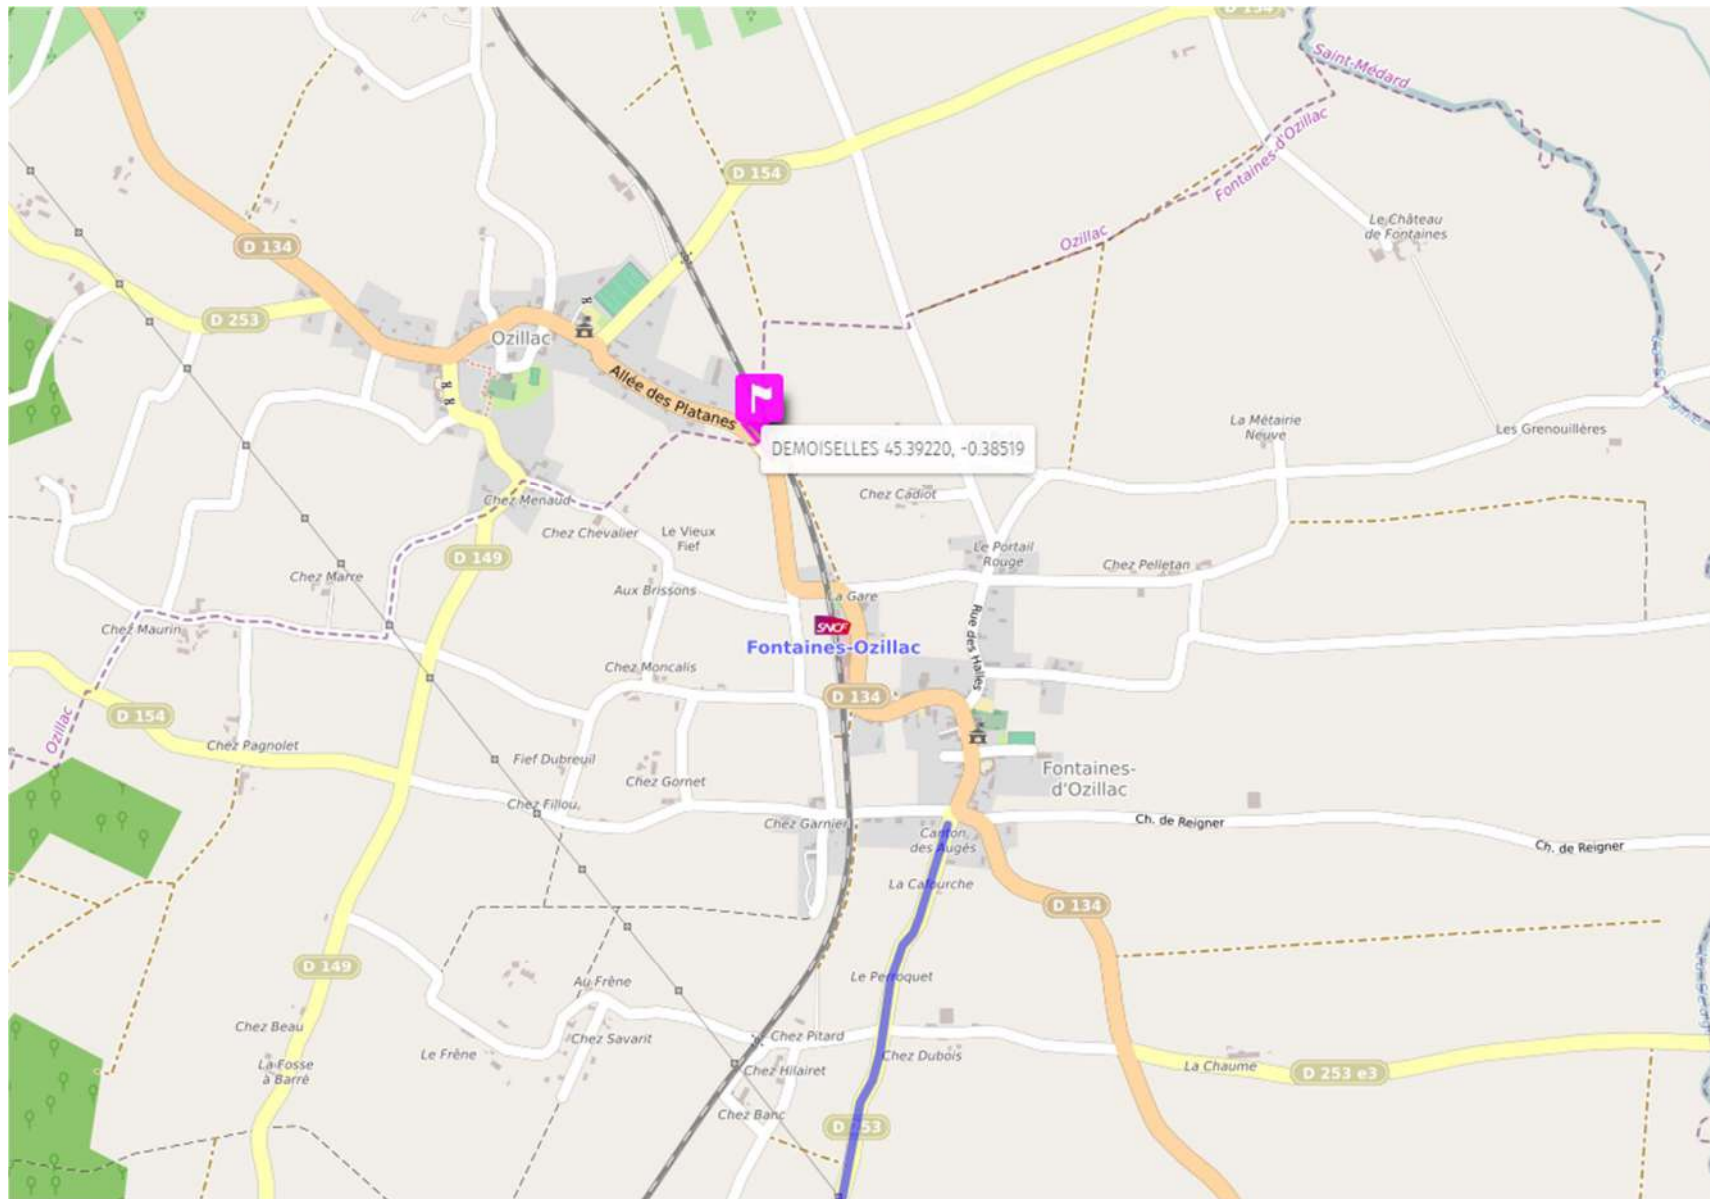 D 154
Saint-Médard
D 154
Fontaines-d'Ozillac
Le Château
de Fontaines
Ozillac
D 134
D 253
Ozillac
Allée des Platanes
DEMOISELLES 45.39220, -0.38519
La Métairie
Neuve
Les Grenouillères
Chez Menaud
Chez Cadiot
Chez Chevalier
Le Vieux
Fief
D 149
Le Portail
Rouge
Chez Pelletan
Chez Marre
Aux Brissons
La Gare
Rue des Halles
Chez Maurin
SNCF
Fontaines-Ozillac
Chez Moncalis
D 134
Ozillac
D 154
Chez Pagnolet
Fief Dubreuil
Chez Gornet
Fontaines-
d'Ozillac
Chez Fillou
Chez Garnier
Canton
des Augés
Ch. de Reigner
Ch. de Reigner
La Cafourche
D 134
D 149
Au Frêne
Le Perroquet
Chez Beau
Chez Savarit
Chez Pitard
Le Frêne
Chez Dubois
La Fosse
à Barré
Chez Hilairet
La Chaume
D 253 e3
Chez Banc
D 253